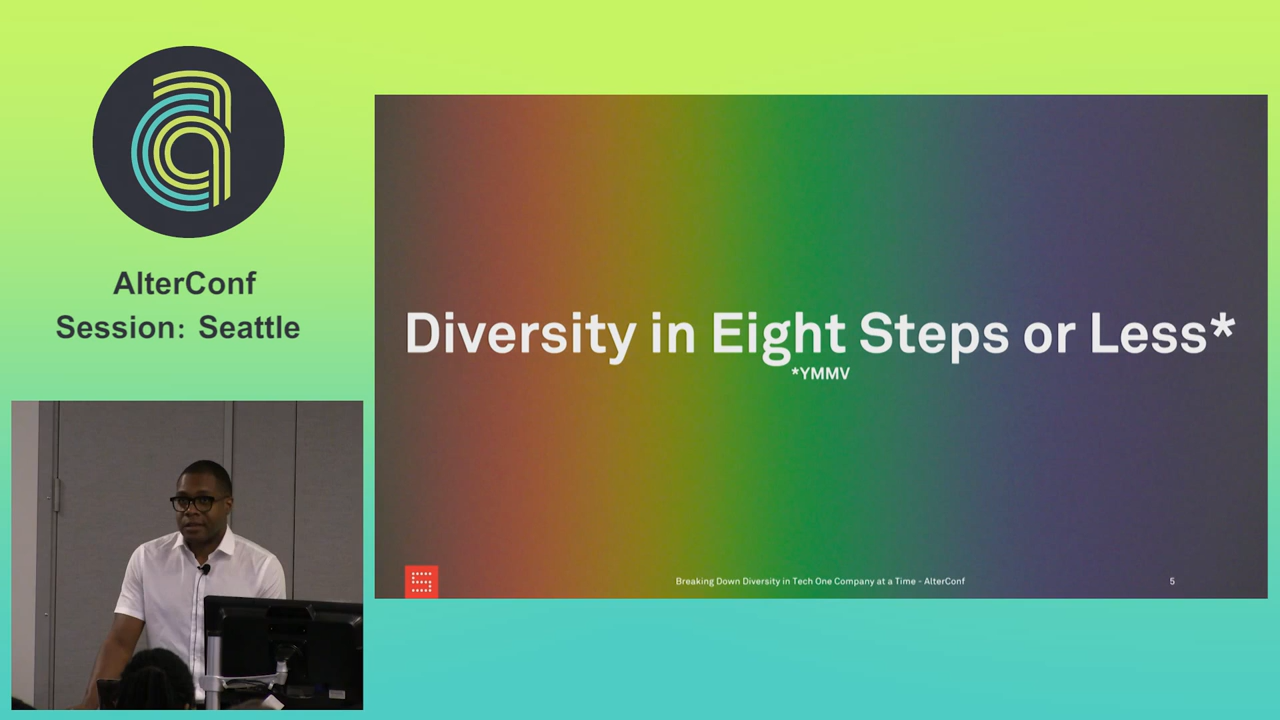 AlterConf
Session: Seattle
Diversity in Eight Steps or Less*
*YMMV
Breaking Down Diversity in Tech One Company at a Time - AlterConf
5